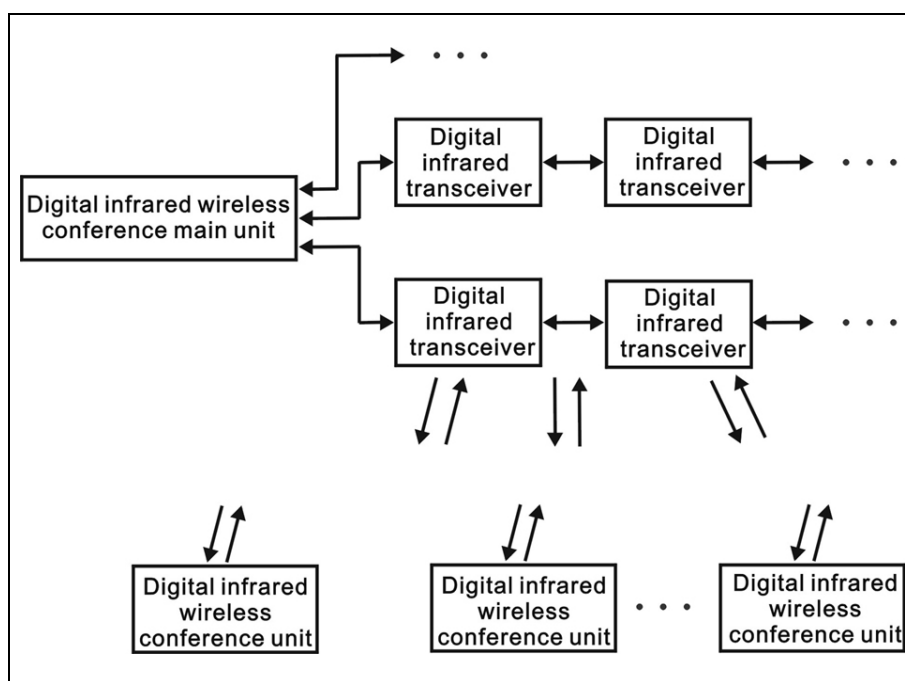 Digital
infrared
transceiver
Digital
infrared
transceiver
Digital infrared wireless
conference main unit
Digital
infrared
transceiver
Digital
infrared
transceiver
Digital infrared
wireless
conference unit
Digital infrared
wireless
conference unit
Digital infrared
wireless
conference unit